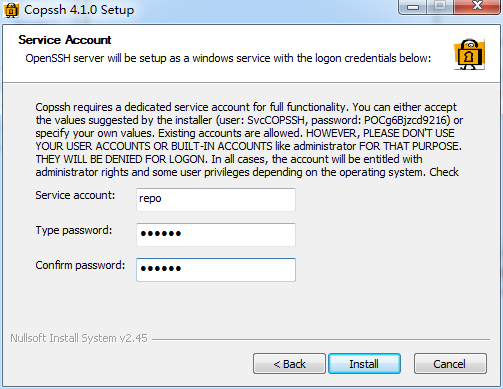 Copssh 4.1.0 Setup
Service Account
OpenSSH server will be setup as a windows service with the logon credentials below:
Copssh requires a dedicated service account for full functionality. You can either accept
the values suggested by the installer (user: SvcCOPSSH, password: POCg6Bjzcd9216) or
specify your own values. Existing accounts are allowed. HOWEVER, PLEASE DON'T USE
YOUR USER ACCOUNTS OR BUILT-IN ACCOUNTS like administrator FOR THAT PURPOSE.
THEY WILL BE DENIED FOR LOGON. In all cases, the account will be entitled with
administrator rights and some user privileges depending on the operating system. Check
Service account: repo
Type password: ●●●●●●
Confirm password: ●●●●●●
Nullsoft Install System v2.45
< Back Install Cancel